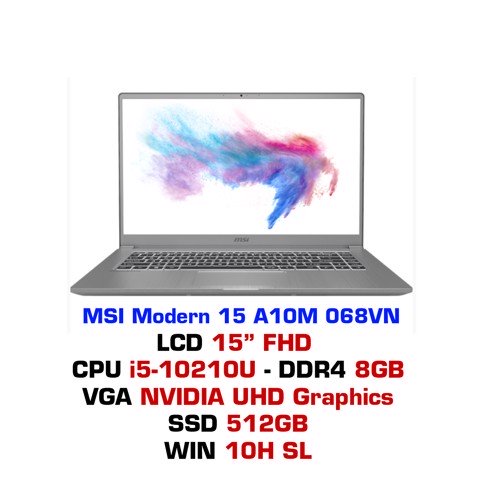 msi
MSI Modern 15 A10M 068VN
LCD 15” FHD
CPU i5-10210U - DDR4 8GB
VGA NVIDIA UHD Graphics
SSD 512GB
WIN 10H SL